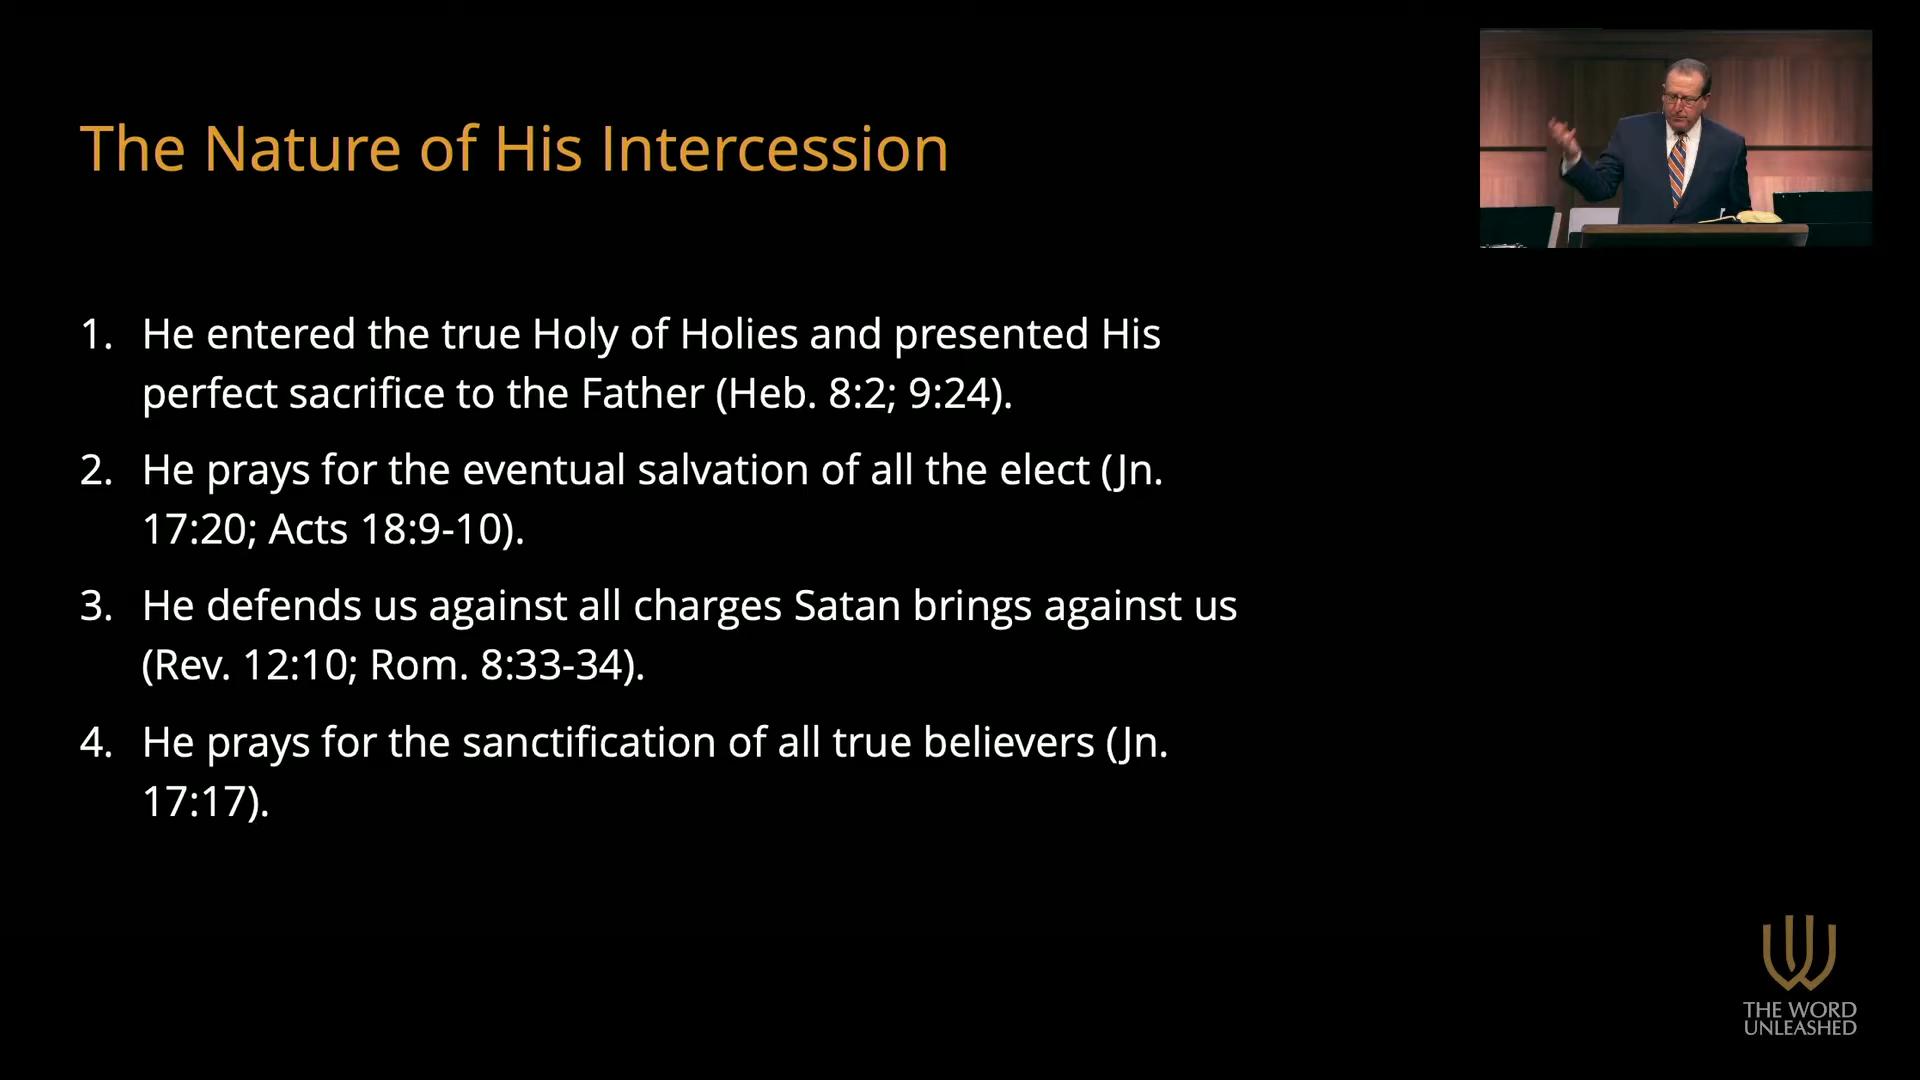 The Nature of His Intercession
1. He entered the true Holy of Holies and presented His
perfect sacrifice to the Father (Heb. 8:2; 9:24).
2. He prays for the eventual salvation of all the elect (Jn.
17:20; Acts 18:9-10).
3. He defends us against all charges Satan brings against us
(Rev. 12:10; Rom. 8:33-34).
4. He prays for the sanctification of all true believers (Jn.
17:17).
THE WORD
UNLEASHED